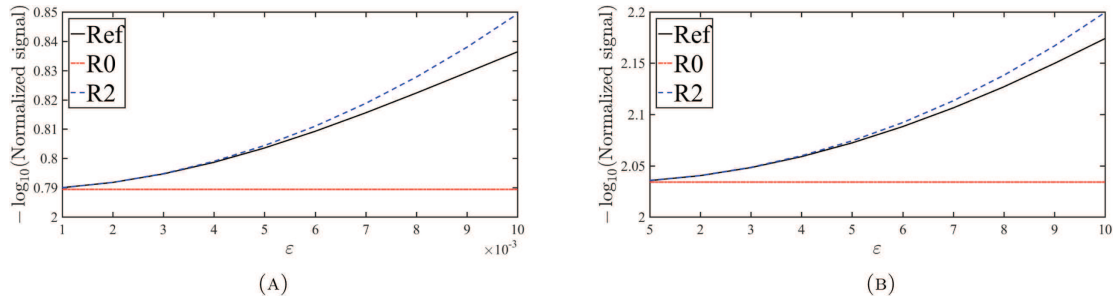 0.85
0.84
0.83
0.82
0.81
0.8
0.79
2
− log10(Normalized signal)
Ref
R0
R2
1 2 3 4 5 6 7 8 9 10
×10-3
ε
(A)
2.2
2.15
2.1
2.05
2
− log10(Normalized signal)
Ref
R0
R2
5 2 3 4 5 6 7 8 9 10
ε
(B)